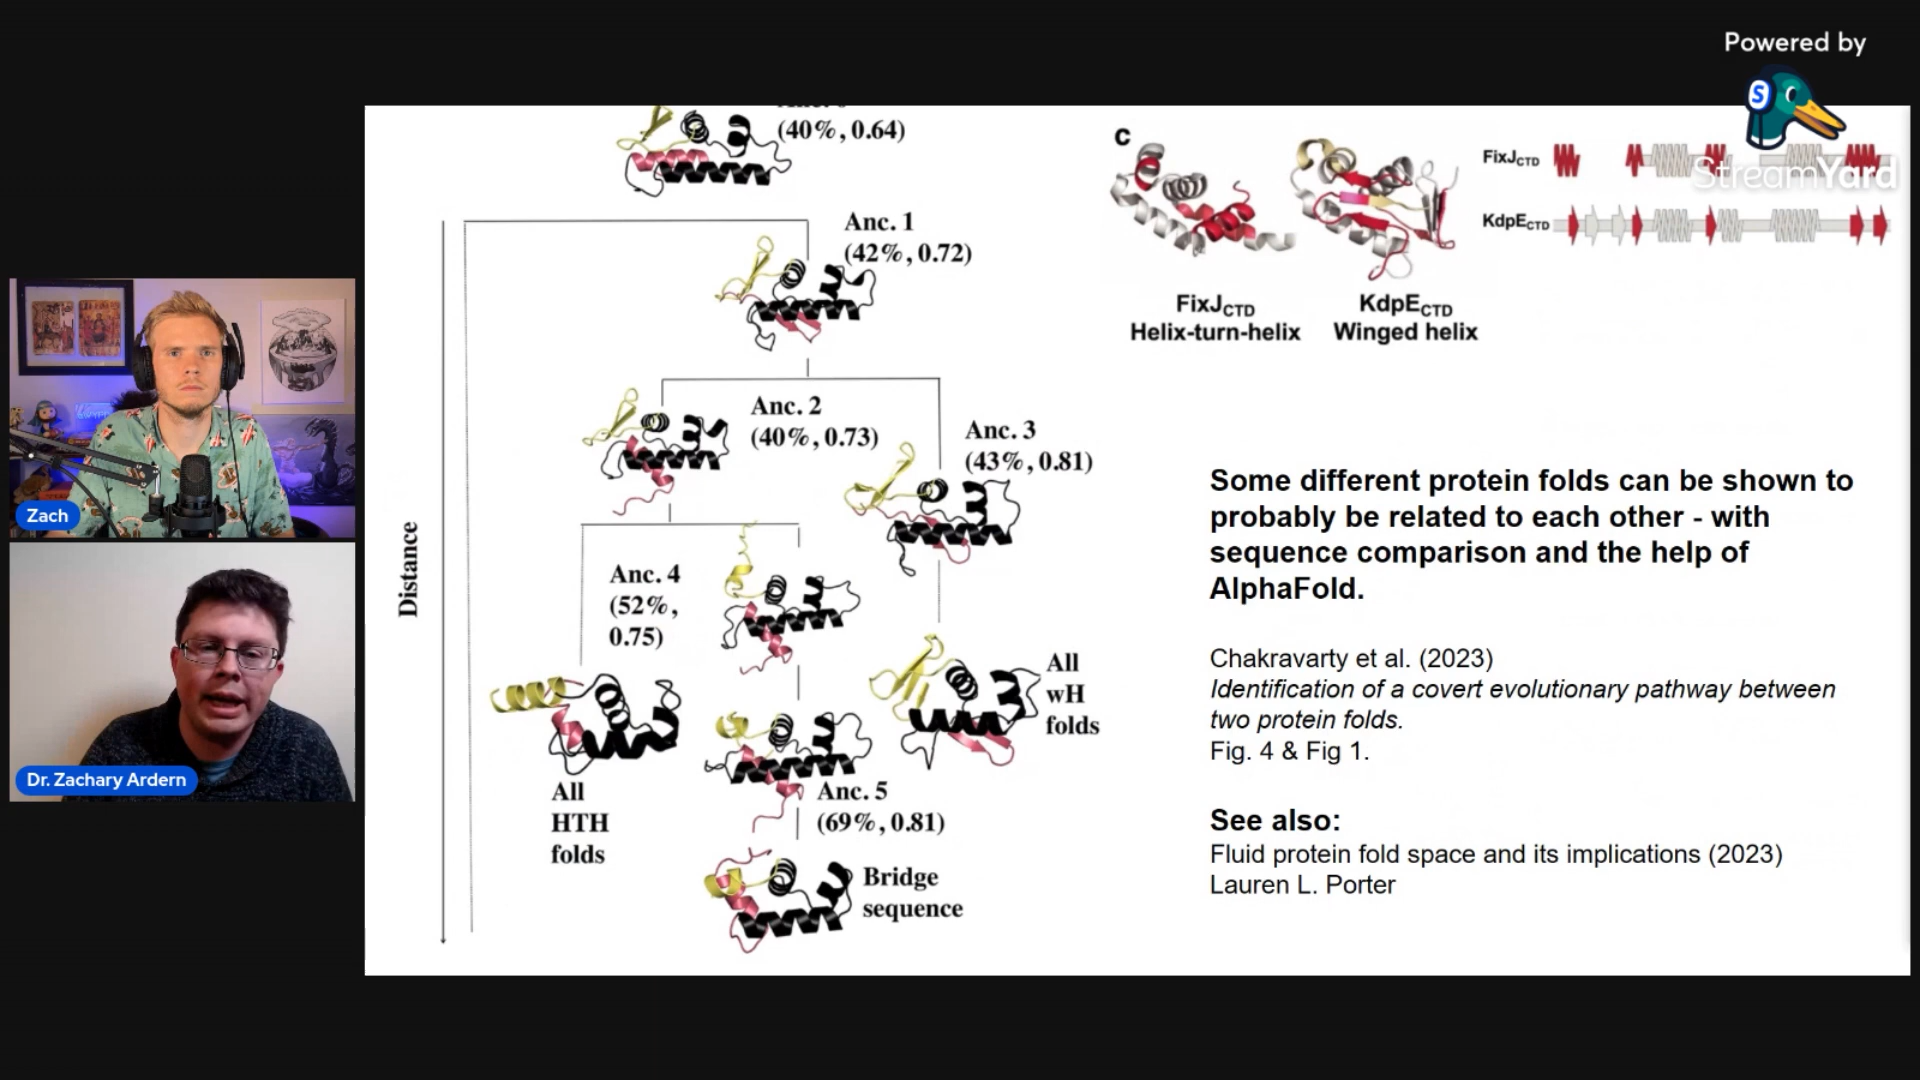 Powered by
StreamYard
(40%, 0.64)
Anc. 1
(42%, 0.72)
Anc. 2
(40%, 0.73)
Anc. 3
(43%, 0.81)
Anc. 4
(52%,
0.75)
Distance
All
HTH
folds
Anc. 5
(69%, 0.81)
All
wH
folds
Bridge
sequence
C
FixJCTD
Helix-turn-helix
KdpECTD
Winged helix
FixJCTD
KdpECTD
Some different protein folds can be shown to
probably be related to each other - with
sequence comparison and the help of
AlphaFold.
Chakravarty et al. (2023)
Identification of a covert evolutionary pathway between
two protein folds.
Fig. 4 & Fig 1.
See also:
Fluid protein fold space and its implications (2023)
Lauren L. Porter
Zach
Dr. Zachary Ardern